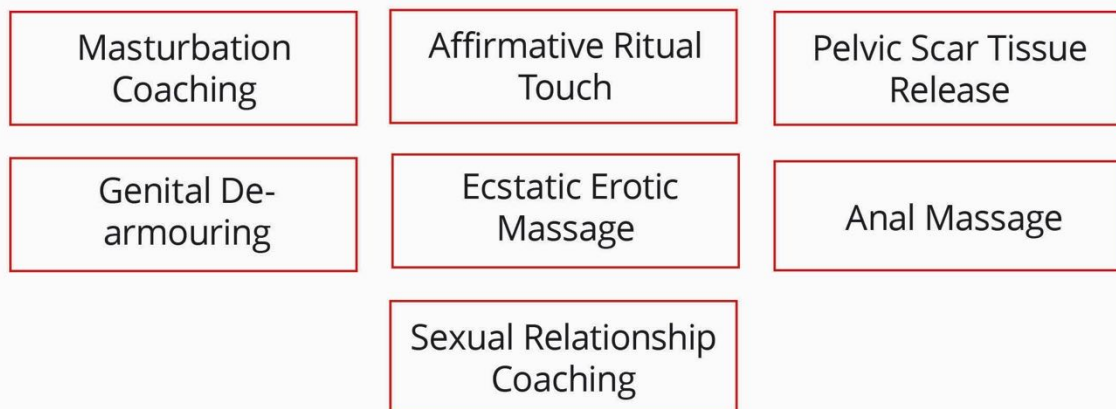 Masturbation
Coaching
Affirmative Ritual
Touch
Pelvic Scar Tissue
Release
Genital De-
armouring
Ecstatic Erotic
Massage
Anal Massage
Sexual Relationship
Coaching